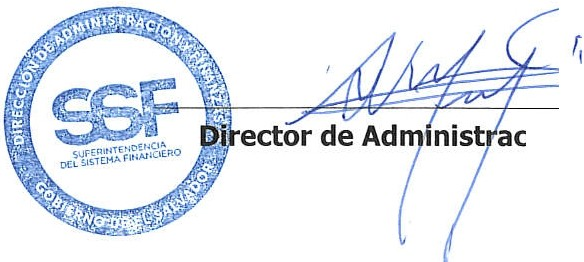 DIRECCIÓN DE ADMINISTRACIÓN Y FINANZAS
SSF
SUPERINTENDENCIA
DEL SISTEMA FINANCIERO
GOBIERNO DE EL SALVADOR
Director de Administrac